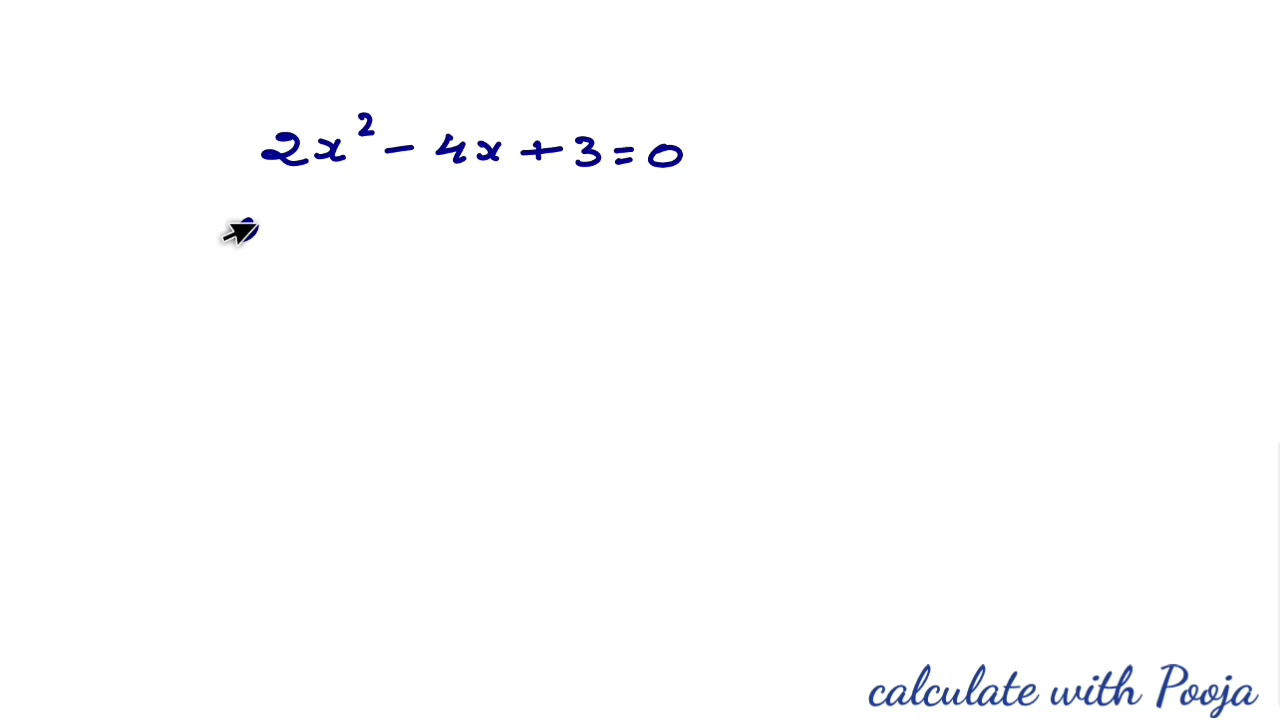 2x² - 4x + 3 = 0
calculate with Pooja